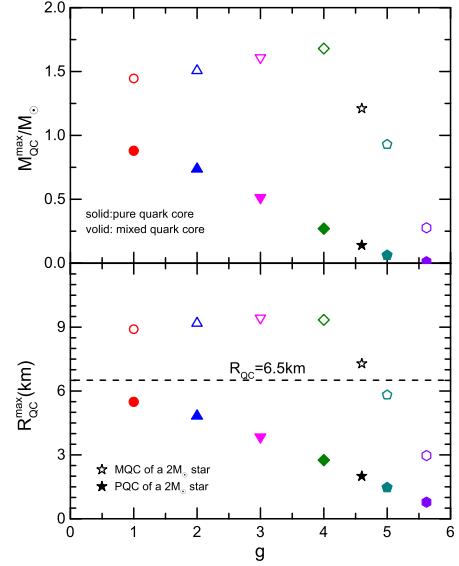 2.0
1.5
1.0
0.5
0.0
M_QC^max/M_⊙
solid:pure quark core
void: mixed quark core
9
6
3
0
R_QC^max(km)
R_QC=6.5km
MQC of a 2M_⊙ star
PQC of a 2M_⊙ star
0 1 2 3 4 5 6
g